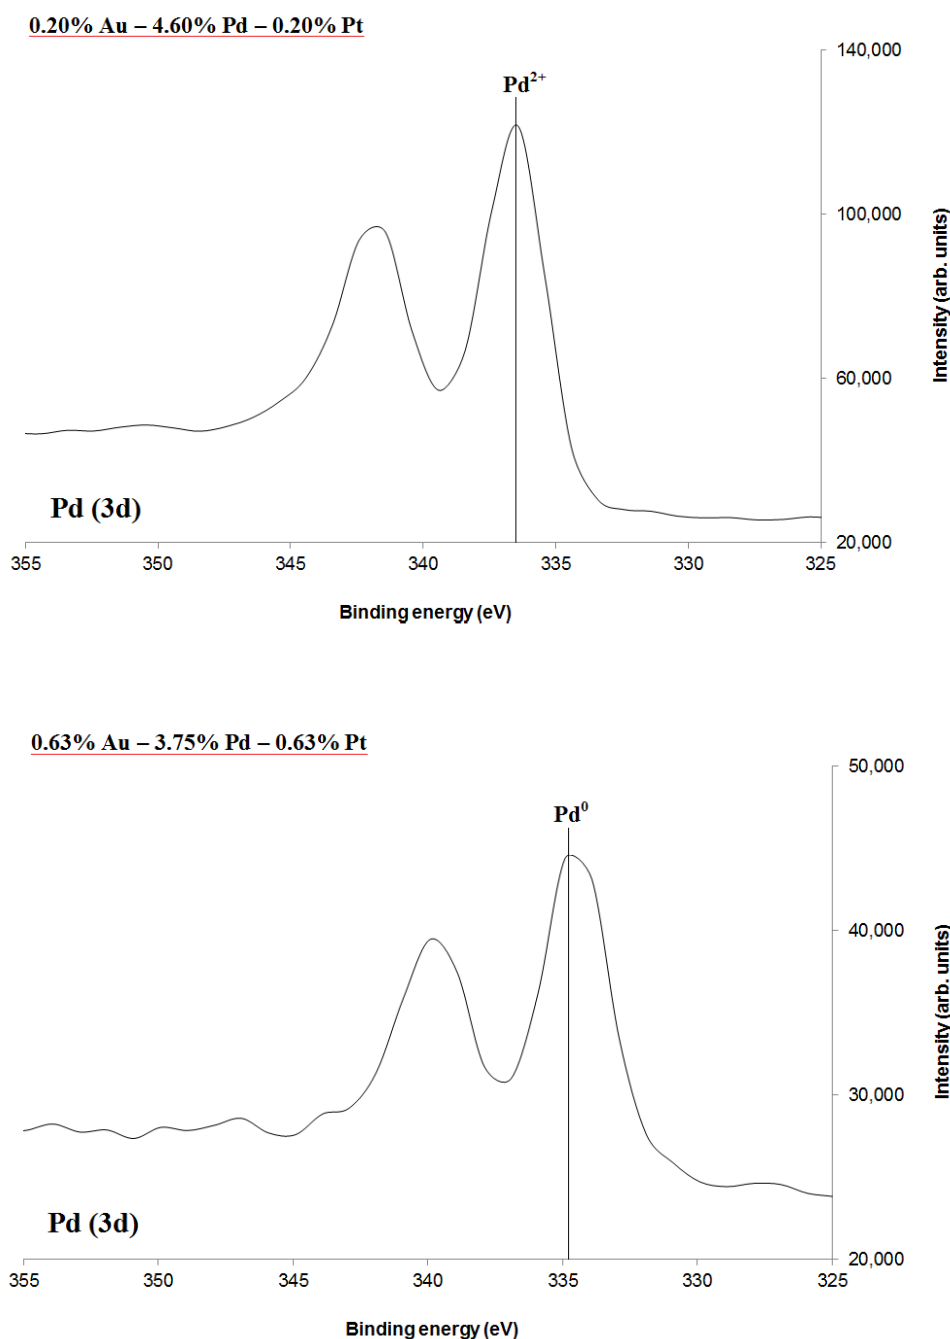 0.20% Au – 4.60% Pd – 0.20% Pt
140,000
Pd²⁺
100,000
Intensity (arb. units)
60,000
Pd (3d)
20,000
355 350 345 340 335 330 325
Binding energy (eV)
0.63% Au – 3.75% Pd – 0.63% Pt
50,000
Pd⁰
40,000
Intensity (arb. units)
30,000
Pd (3d)
20,000
355 350 345 340 335 330 325
Binding energy (eV)